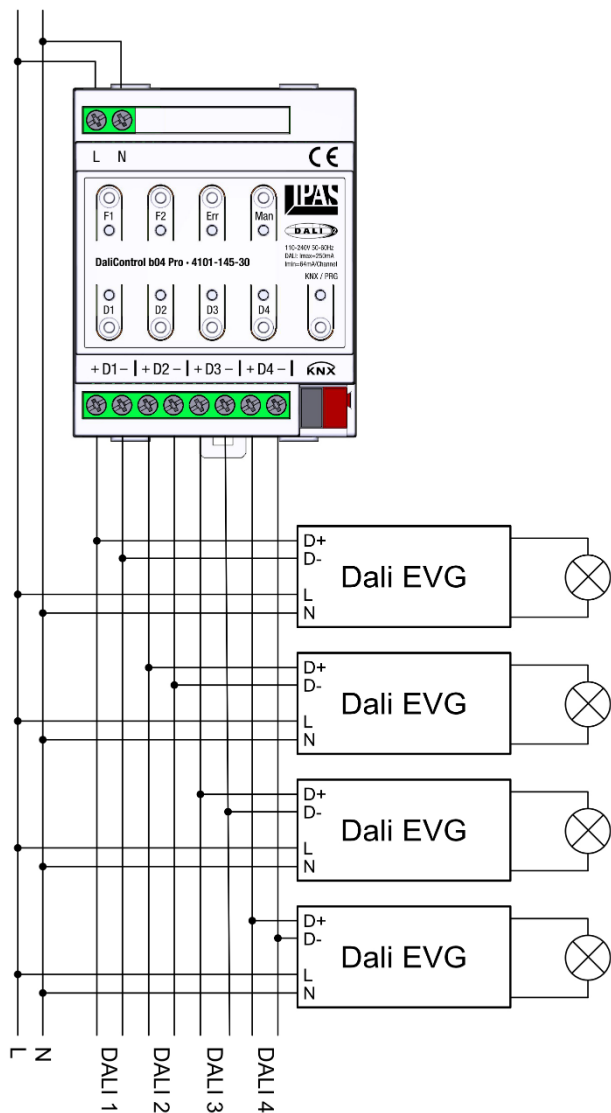 L N
CE
F1 F2 Err Man
IPAS
DALI
110-240V 50-60Hz
DALI: Imax=250mA
Imin=64mA/Channel
DaliControl b04 Pro • 4101-145-30
KNX / PRG
D1 D2 D3 D4
+ D1 - | + D2 - | + D3 - | + D4 - |
KNX
D+
D-
Dali EVG
L
N
D+
D-
Dali EVG
L
N
D+
D-
Dali EVG
L
N
D+
D-
Dali EVG
L
N
L
N
DALI 1
DALI 2
DALI 3
DALI 4